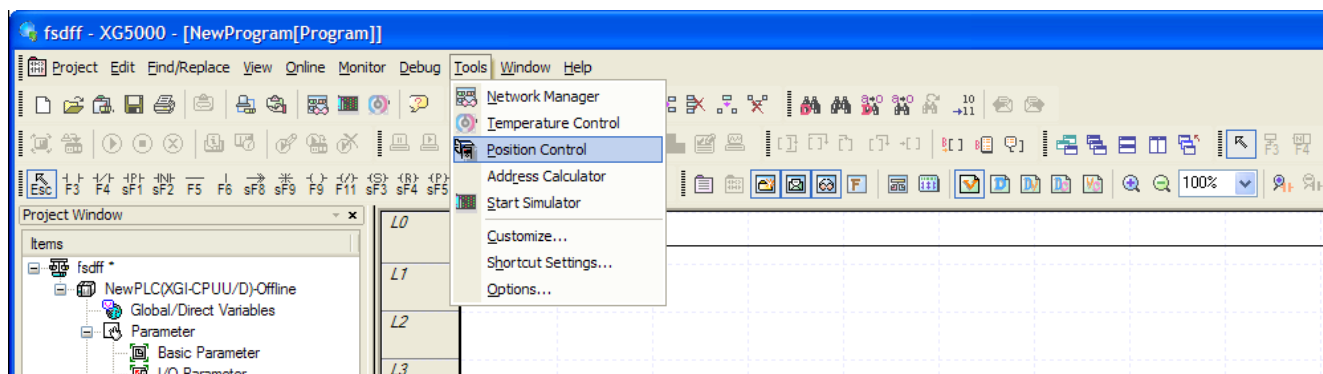 fsdff - XG5000 - [NewProgram[Program]]
Project Edit Find/Replace View Online Monitor Debug Tools Window Help
Network Manager
Temperature Control
Position Control
Address Calculator
Start Simulator
Customize...
Shortcut Settings...
Options...
Esc F3 F4 sF1 sF2 F5 F6 sF8 sF9 F9 F11 sF3 sF4 sF5
F3 F4
100%
Project Window
Items
fsdff *
NewPLC(XGI-CPUU/D)-Offline
Global/Direct Variables
Parameter
Basic Parameter
I/O Parameter
L0
L1
L2
L3